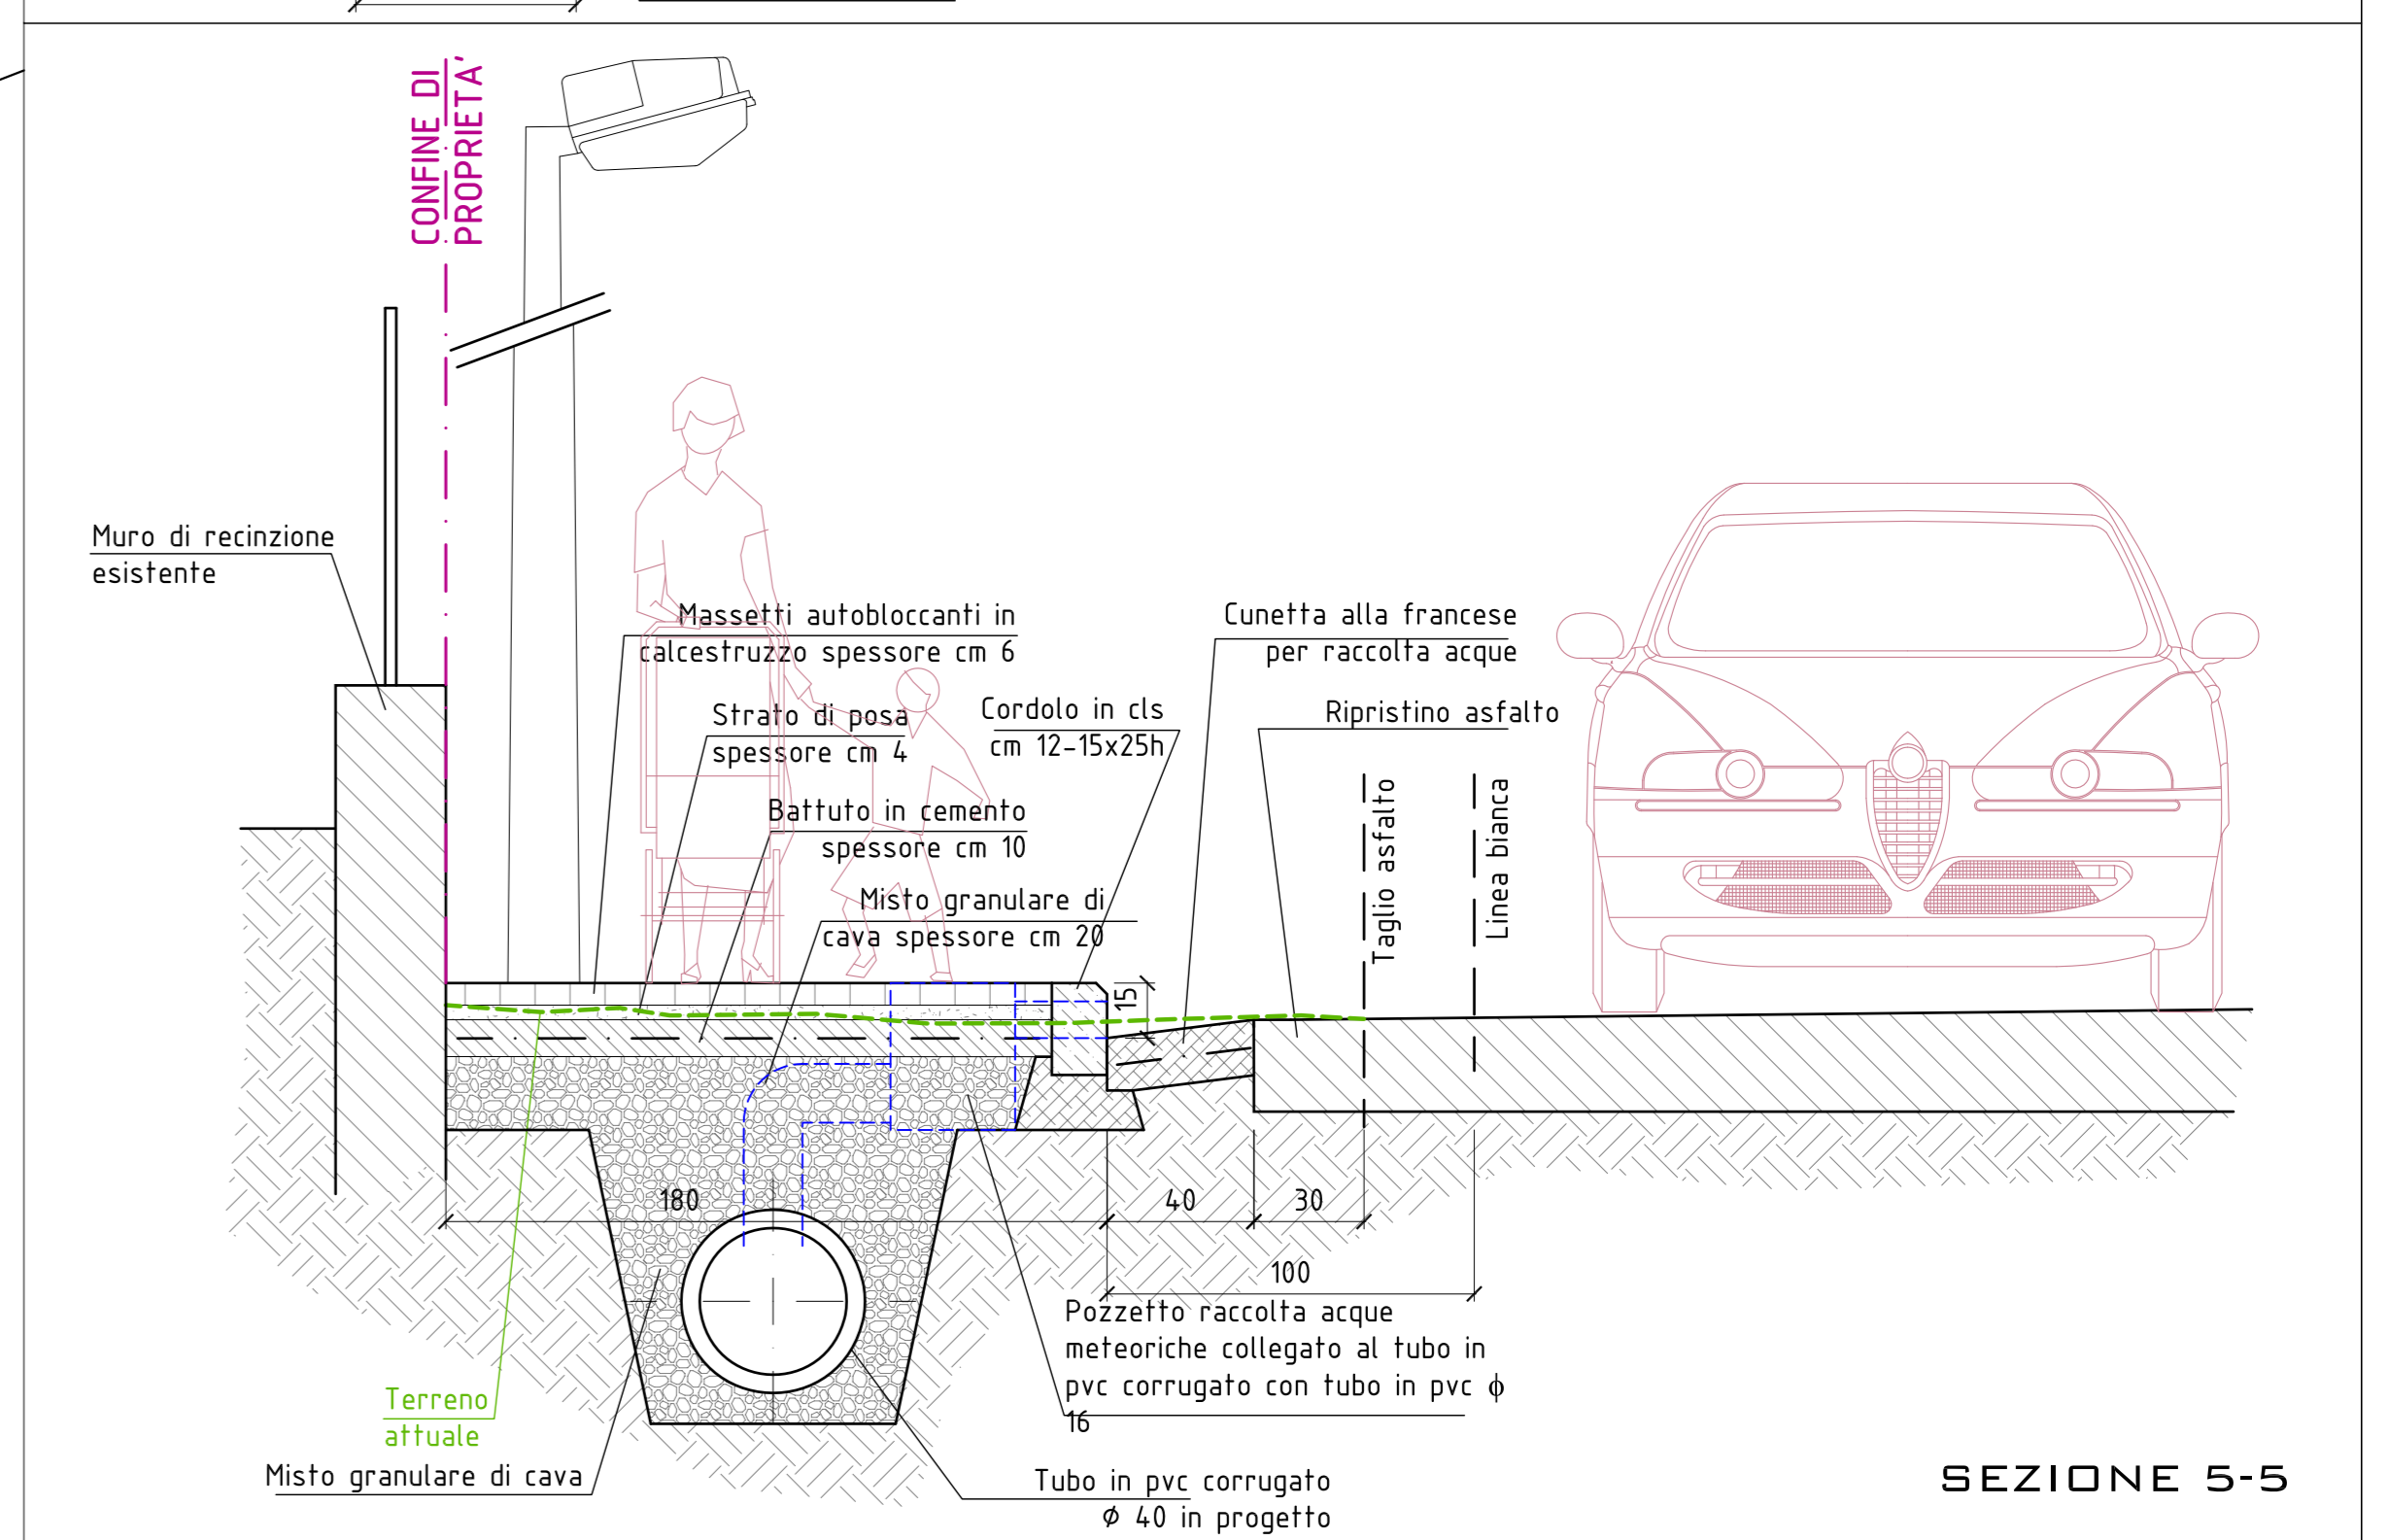 CONFINE DI
PROPRIETA'
Muro di recinzione
esistente
Massetti autobloccanti in
calcestruzzo spessore cm 6
Strato di posa
spessore cm 4
Battuto in cemento
spessore cm 10
Misto granulare di
cava spessore cm 20
Cordolo in cls
cm 12-15x25h
Cunetta alla francese
per raccolta acque
Ripristino asfalto
Taglio asfalto
Linea bianca
15
180
40
30
100
Pozzetto raccolta acque
meteoriche collegato al tubo in
pvc corrugato con tubo in pvc ϕ
16
Terreno
attuale
Misto granulare di cava
Tubo in pvc corrugato
Ø 40 in progetto
SEZIONE 5-5